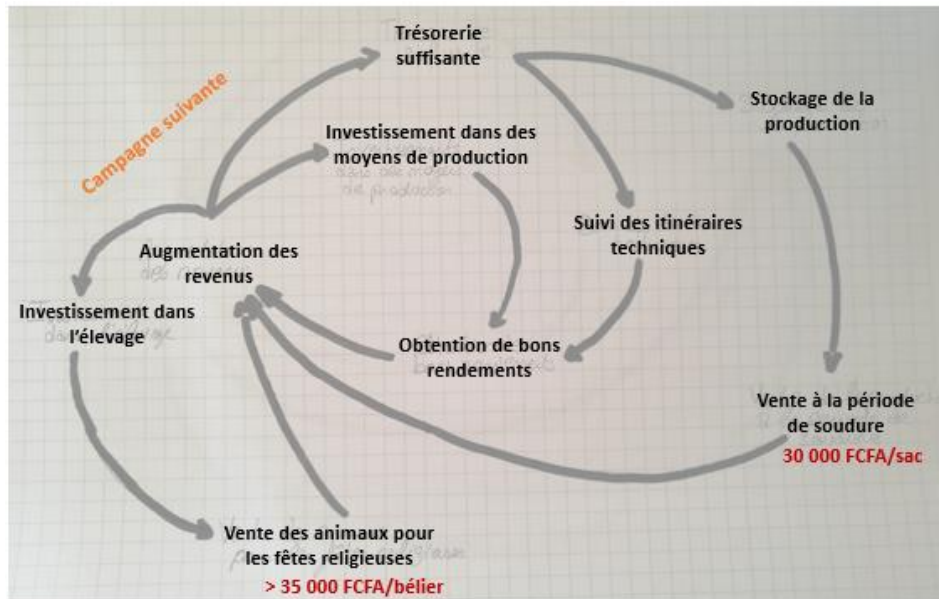 Trésorerie
suffisante
Campagne suivante
Stockage de la
production
Investissement dans des
moyens de production
Suivi des itinéraires
techniques
Augmentation des
revenus
Investissement dans
l'élevage
Obtention de bons
rendements
Vente à la période
de soudure
30 000 FCFA/sac
Vente des animaux pour
les fêtes religieuses
> 35 000 FCFA/bélier